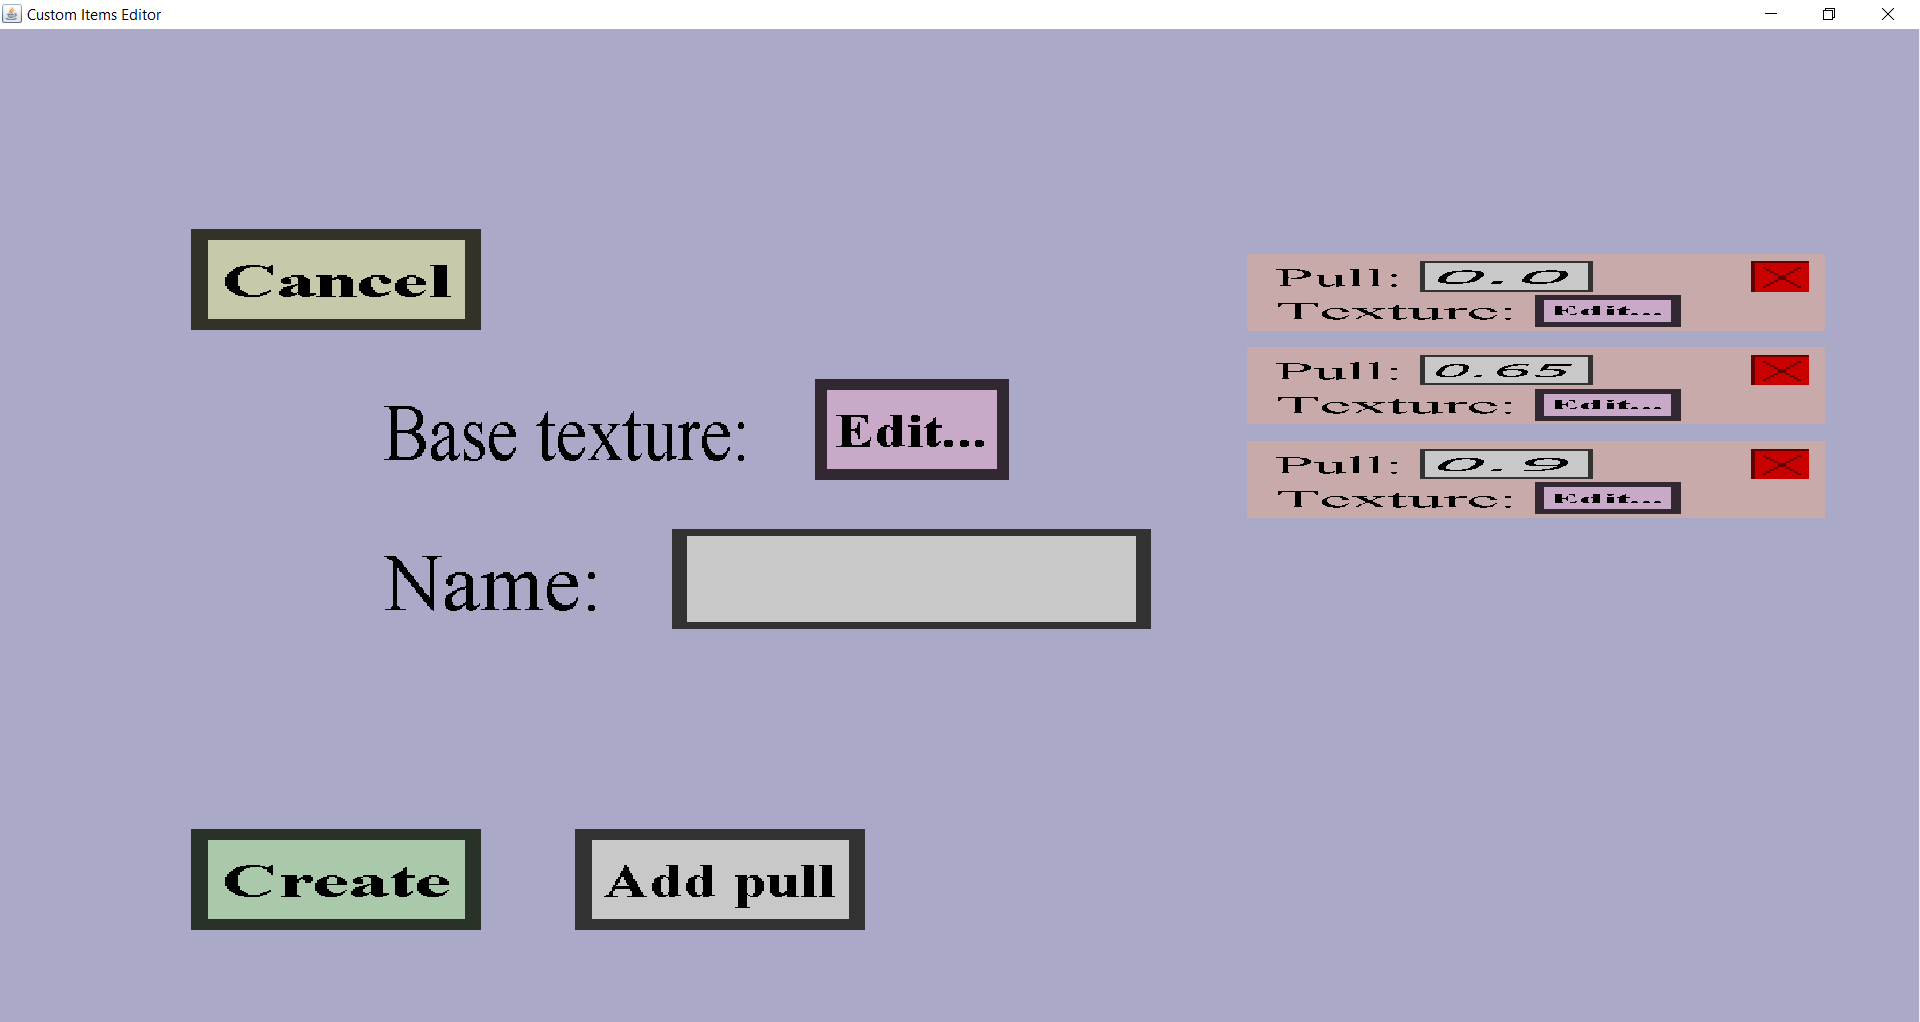 Custom Items Editor
Cancel
Base texture: Edit...
Name:
Create
Add pull
Pull: 0.0
Texture: Edit...
Pull: 0.65
Texture: Edit...
Pull: 0.9
Texture: Edit...